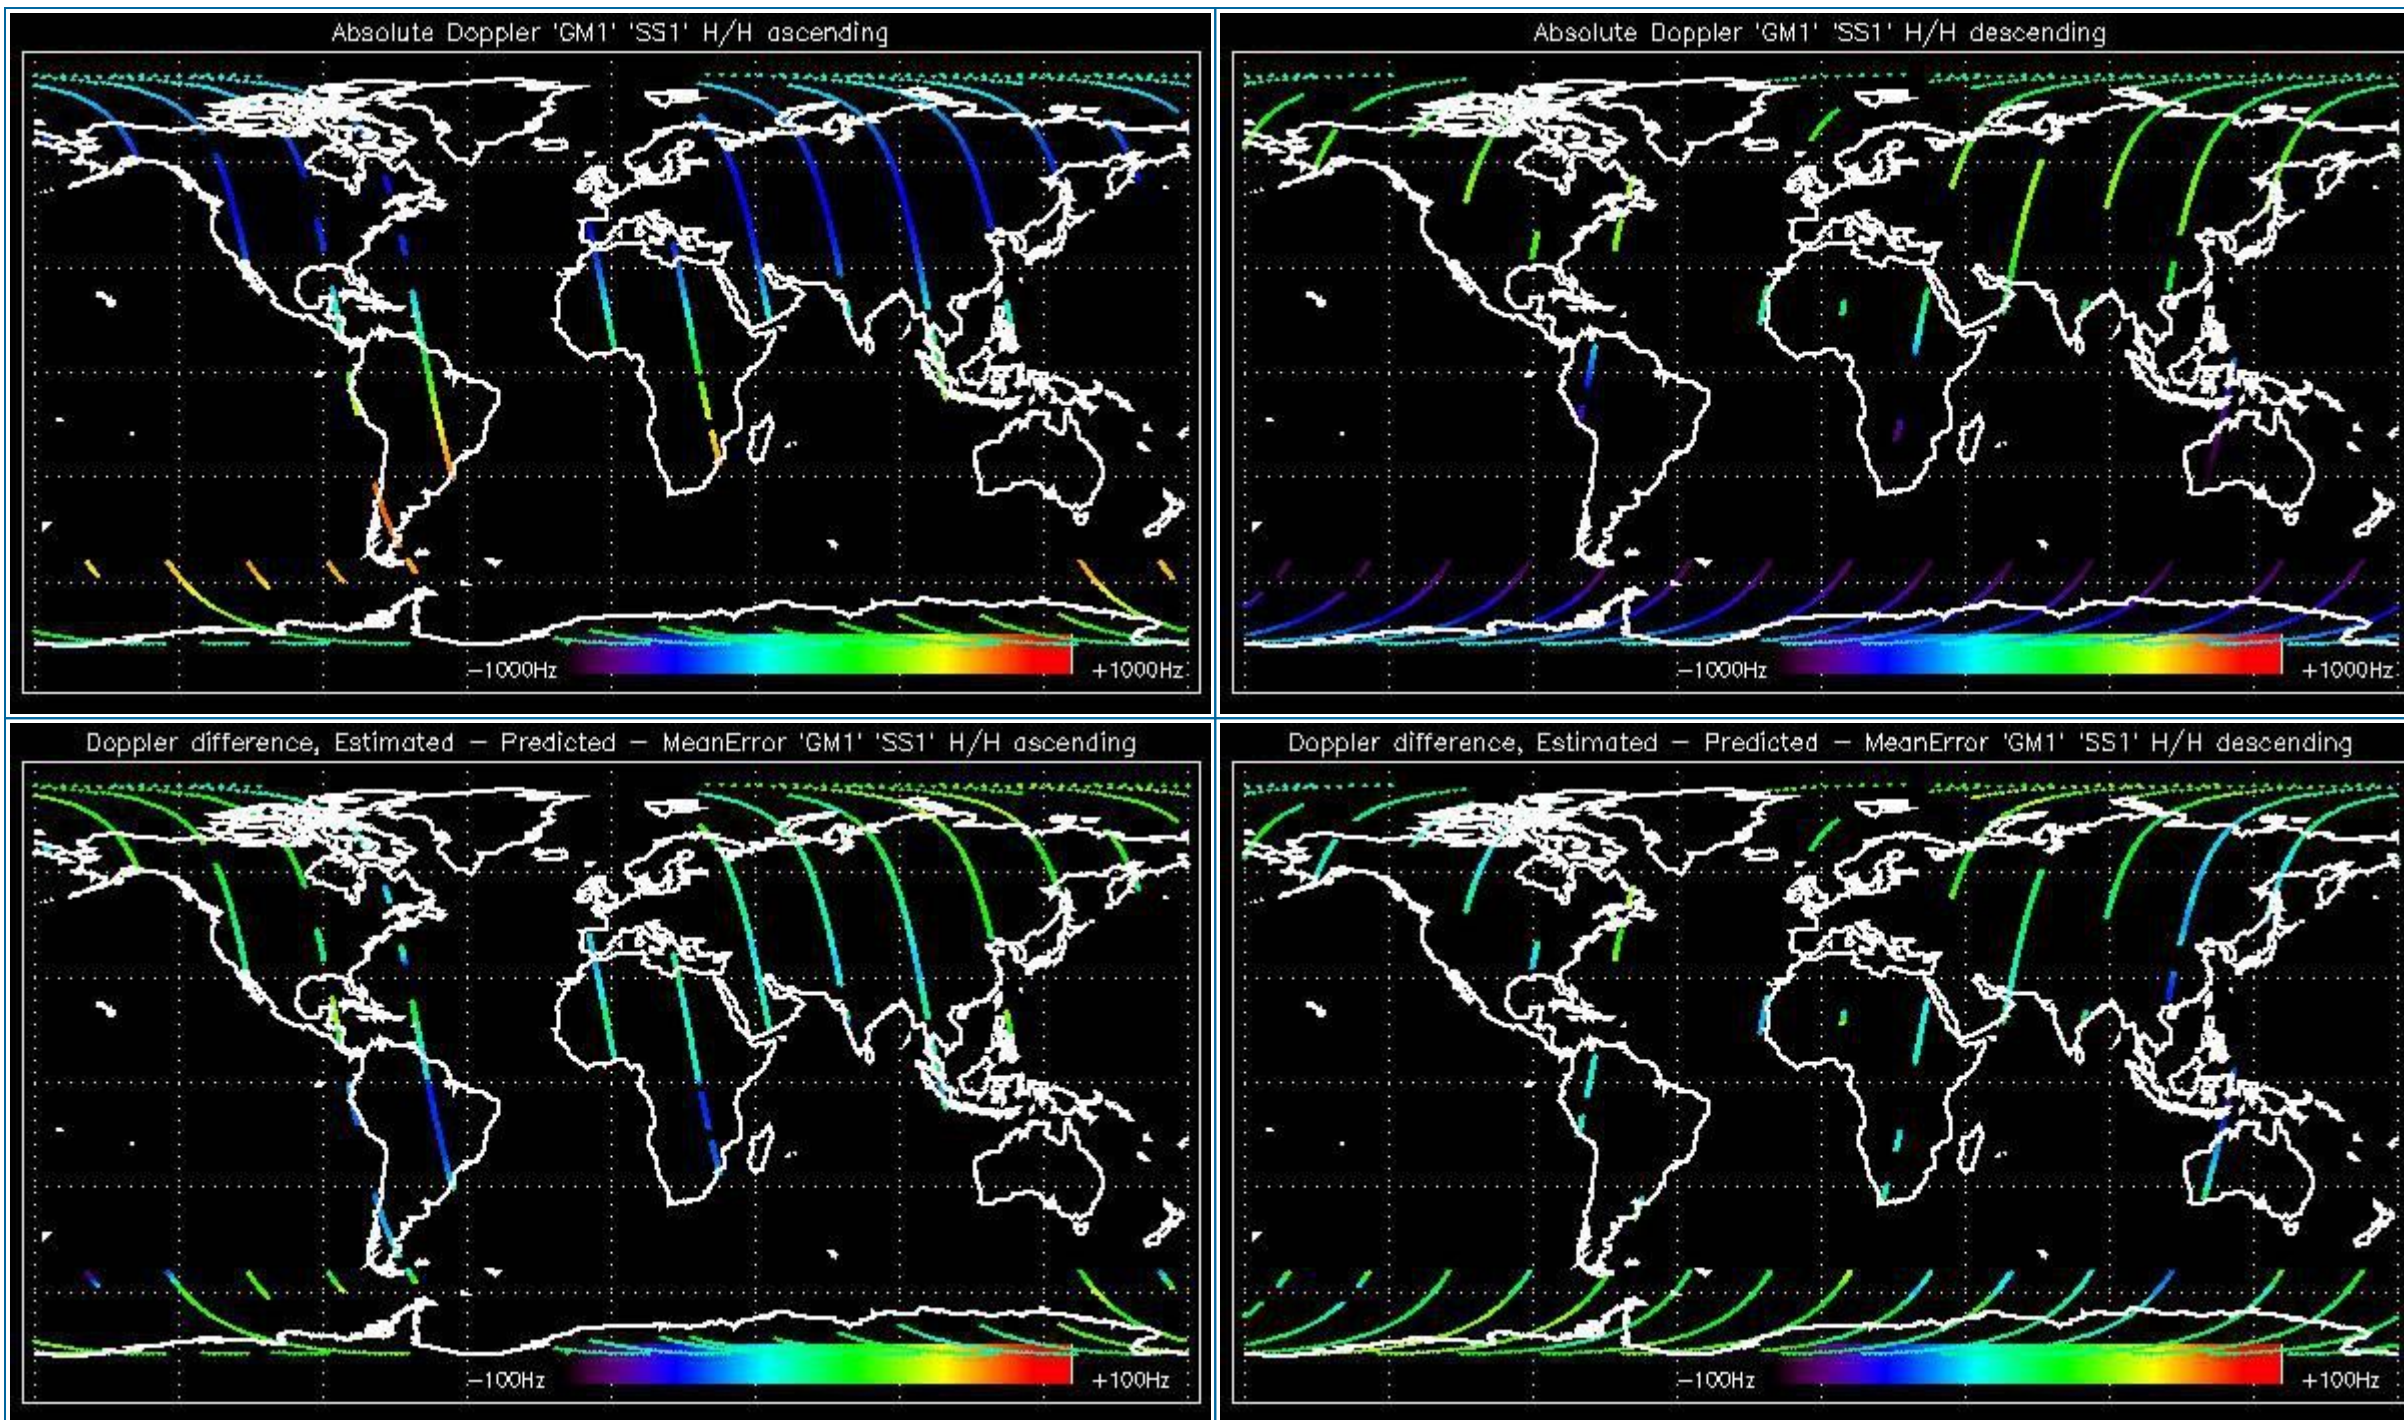 Absolute Doppler 'GM1' 'SS1' H/H ascending
-1000Hz
+1000Hz
Absolute Doppler 'GM1' 'SS1' H/H descending
-1000Hz
+1000Hz
Doppler difference, Estimated - Predicted - MeanError 'GM1' 'SS1' H/H ascending
-100Hz
+100Hz
Doppler difference, Estimated - Predicted - MeanError 'GM1' 'SS1' H/H descending
-100Hz
+100Hz